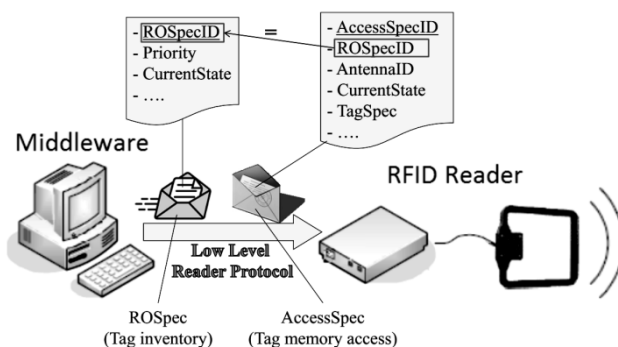 - ROSpecID
- Priority
- CurrentState
- ....
=
- AccessSpecID
- ROSpecID
- AntennaID
- CurrentState
- TagSpec
- ....
Middleware
RFID Reader
Low Level
Reader Protocol
ROSpec
(Tag inventory)
AccessSpec
(Tag memory access)